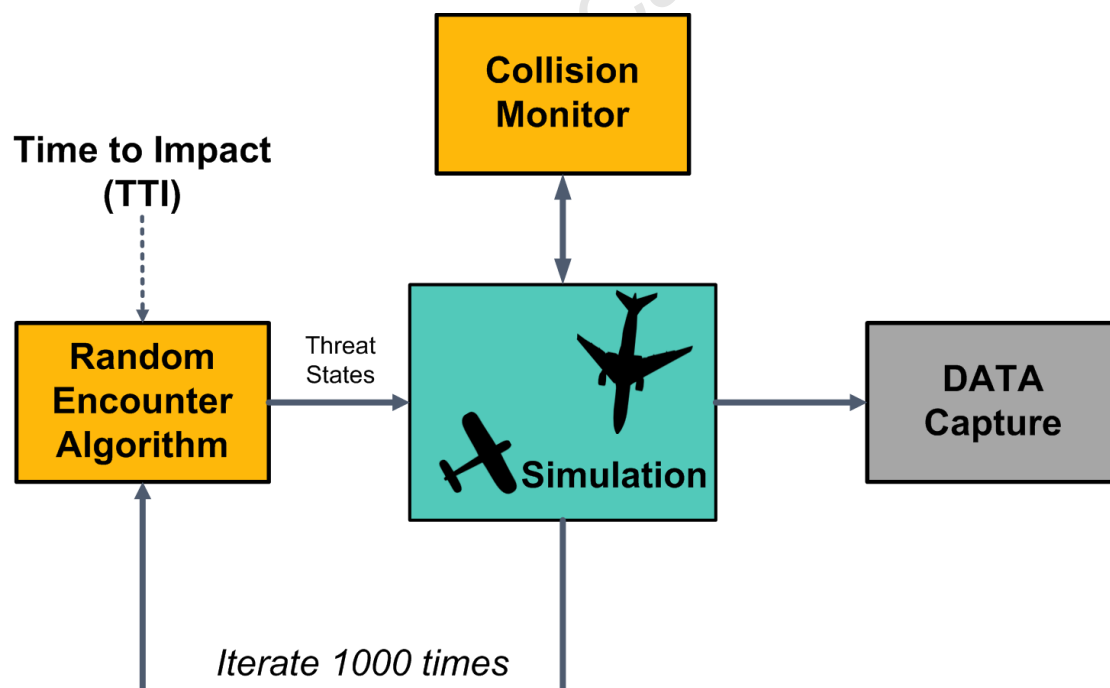 Collision
Monitor
Time to Impact
(TTI)
Random
Encounter
Algorithm
Threat
States
Simulation
DATA
Capture
Iterate 1000 times